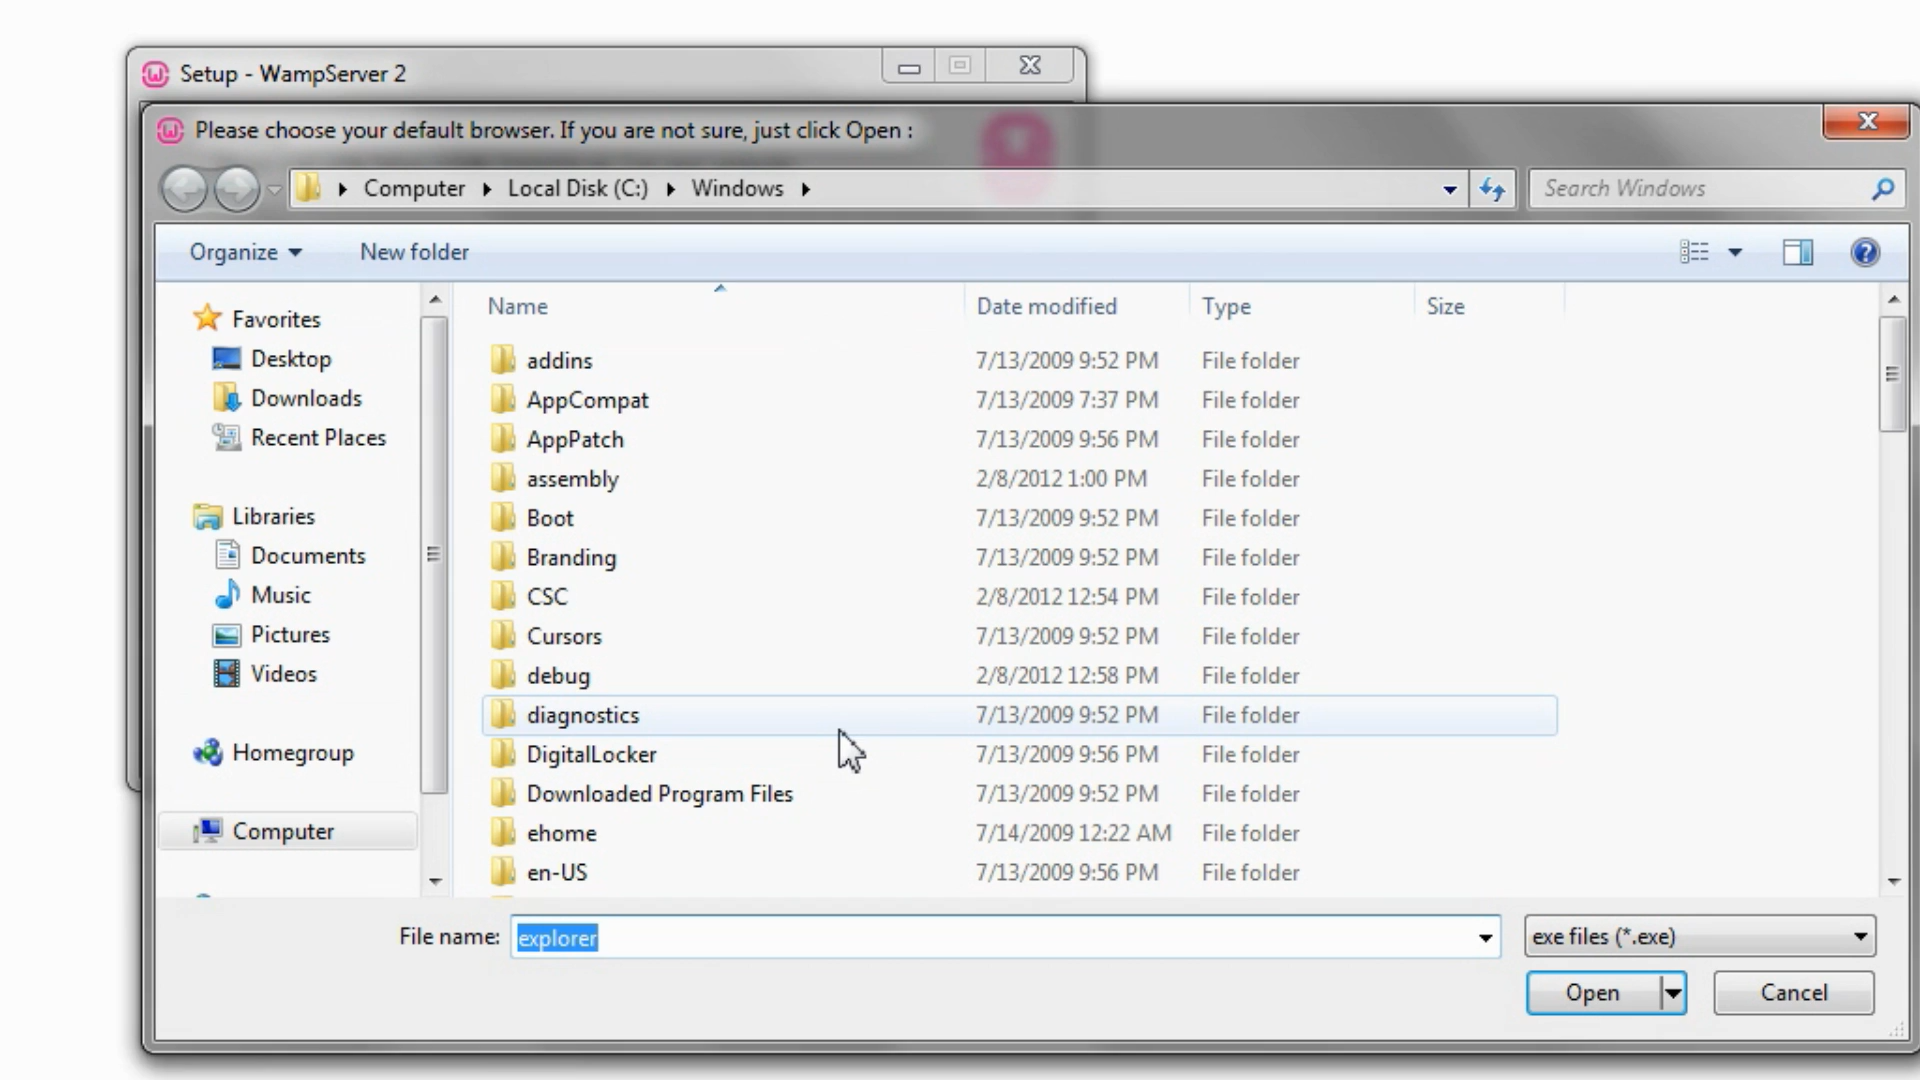 Setup - WampServer 2
Please choose your default browser. If you are not sure, just click Open :
Computer Local Disk (C:) Windows
Search Windows
Organize New folder
Name Date modified Type Size
Favorites
Desktop
Downloads
Recent Places
Libraries
Documents
Music
Pictures
Videos
Homegroup
Computer
addins 7/13/2009 9:52 PM File folder
AppCompat 7/13/2009 7:37 PM File folder
AppPatch 7/13/2009 9:56 PM File folder
assembly 2/8/2012 1:00 PM File folder
Boot 7/13/2009 9:52 PM File folder
Branding 7/13/2009 9:52 PM File folder
CSC 2/8/2012 12:54 PM File folder
Cursors 7/13/2009 9:52 PM File folder
debug 2/8/2012 12:58 PM File folder
diagnostics 7/13/2009 9:52 PM File folder
DigitalLocker 7/13/2009 9:56 PM File folder
Downloaded Program Files 7/13/2009 9:52 PM File folder
ehome 7/14/2009 12:22 AM File folder
en-US 7/13/2009 9:56 PM File folder
File name: explorer
exe files (*.exe)
Open Cancel